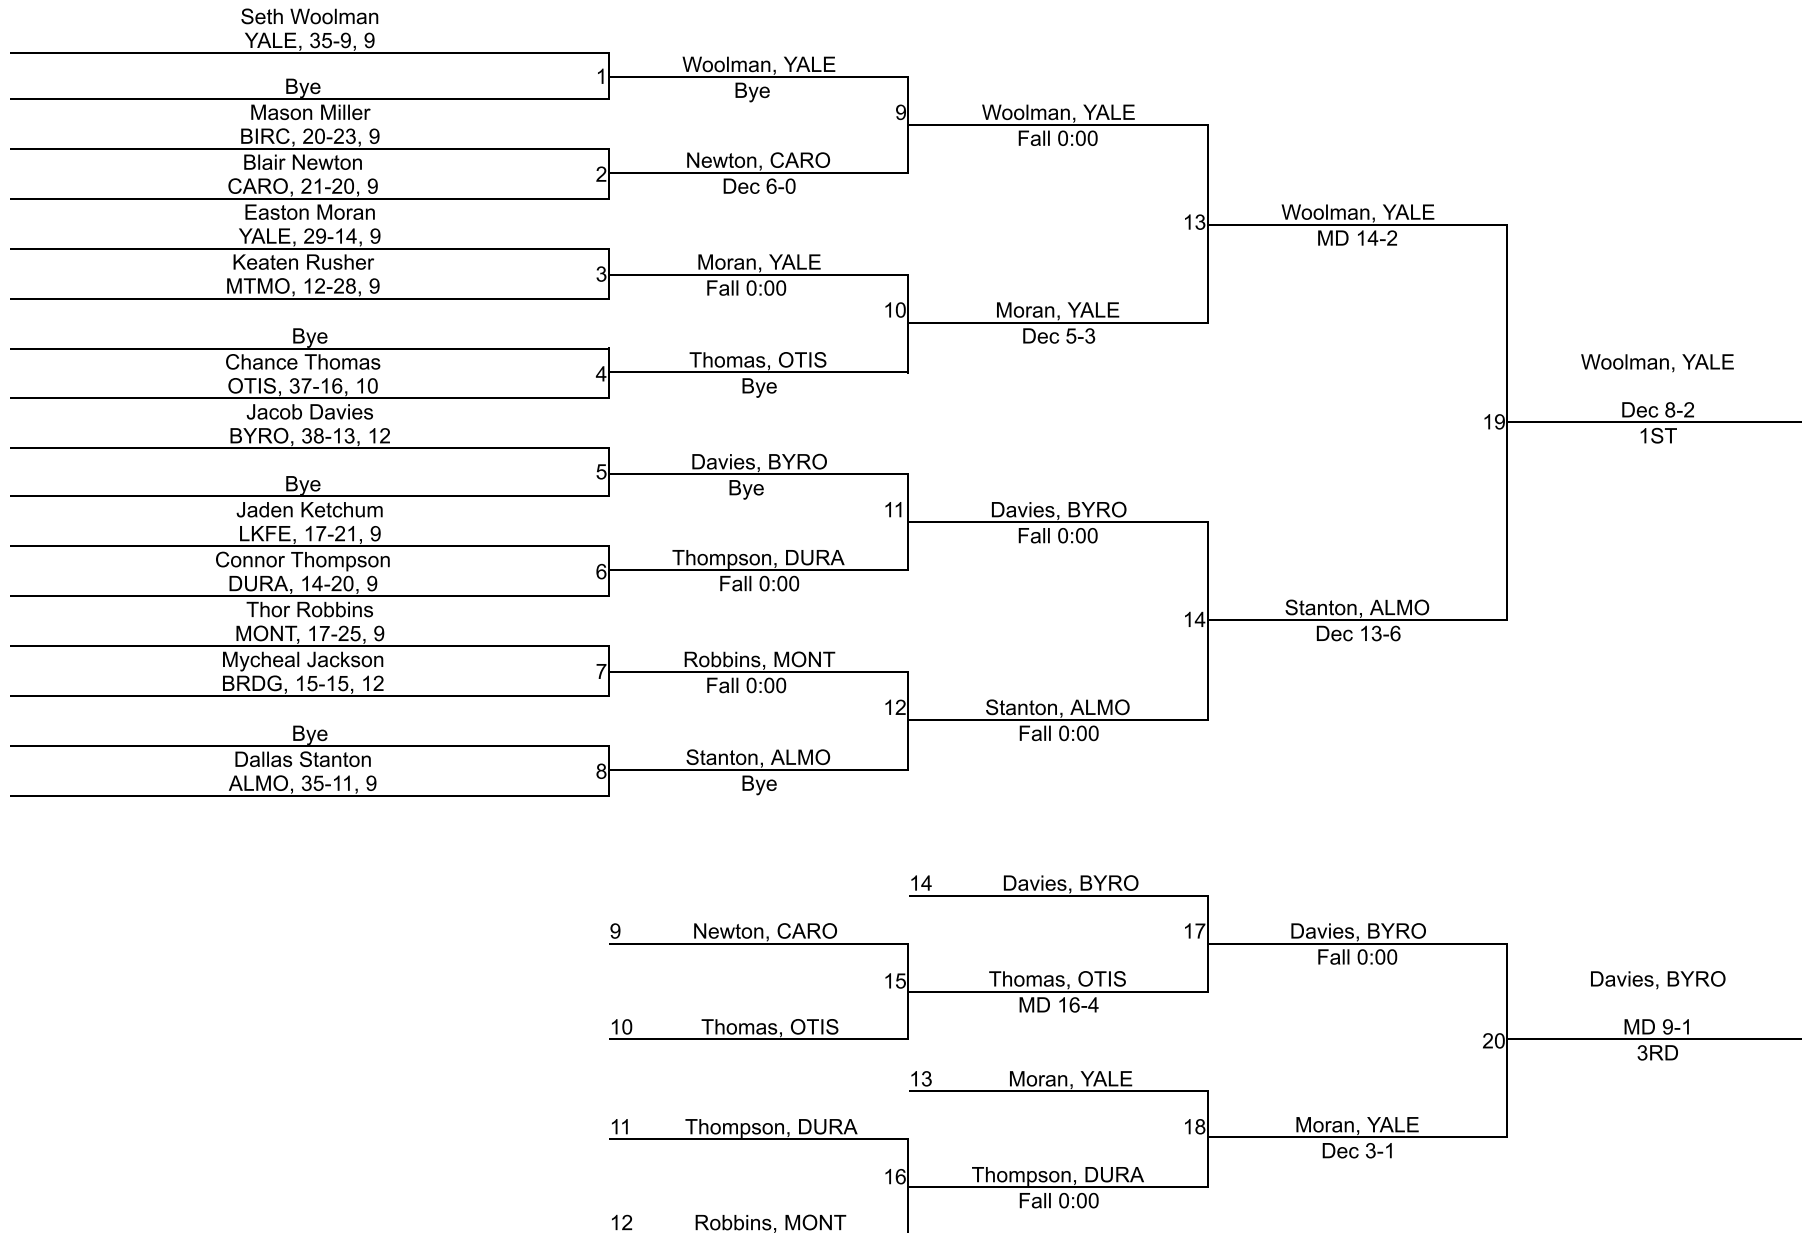 Seth Woolman
YALE, 35-9, 9
Bye
1
Mason Miller
BIRC, 20-23, 9
Blair Newton
CARO, 21-20, 9
2
Easton Moran
YALE, 29-14, 9
Keaten Rusher
MTMO, 12-28, 9
3
Bye
Chance Thomas
OTIS, 37-16, 10
4
Jacob Davies
BYRO, 38-13, 12
Bye
5
Jaden Ketchum
LKFE, 17-21, 9
Connor Thompson
DURA, 14-20, 9
6
Thor Robbins
MONT, 17-25, 9
Mycheal Jackson
BRDG, 15-15, 12
7
Bye
Dallas Stanton
ALMO, 35-11, 9
8
Woolman, YALE
Bye
9
Newton, CARO
Dec 6-0
Moran, YALE
Fall 0:00
10
Thomas, OTIS
Bye
Davies, BYRO
Bye
11
Thompson, DURA
Fall 0:00
Robbins, MONT
Fall 0:00
12
Stanton, ALMO
Bye
Woolman, YALE
Fall 0:00
13
Moran, YALE
Dec 5-3
Davies, BYRO
Fall 0:00
14
Stanton, ALMO
Fall 0:00
Woolman, YALE
MD 14-2
19
Stanton, ALMO
Dec 13-6
Woolman, YALE
Dec 8-2
1ST
14 Davies, BYRO
9 Newton, CARO
17
15
Thomas, OTIS
MD 16-4
10 Thomas, OTIS
Davies, BYRO
Fall 0:00
13 Moran, YALE
11 Thompson, DURA
18
16
Thompson, DURA
Fall 0:00
12 Robbins, MONT
Moran, YALE
Dec 3-1
20
Davies, BYRO
MD 9-1
3RD